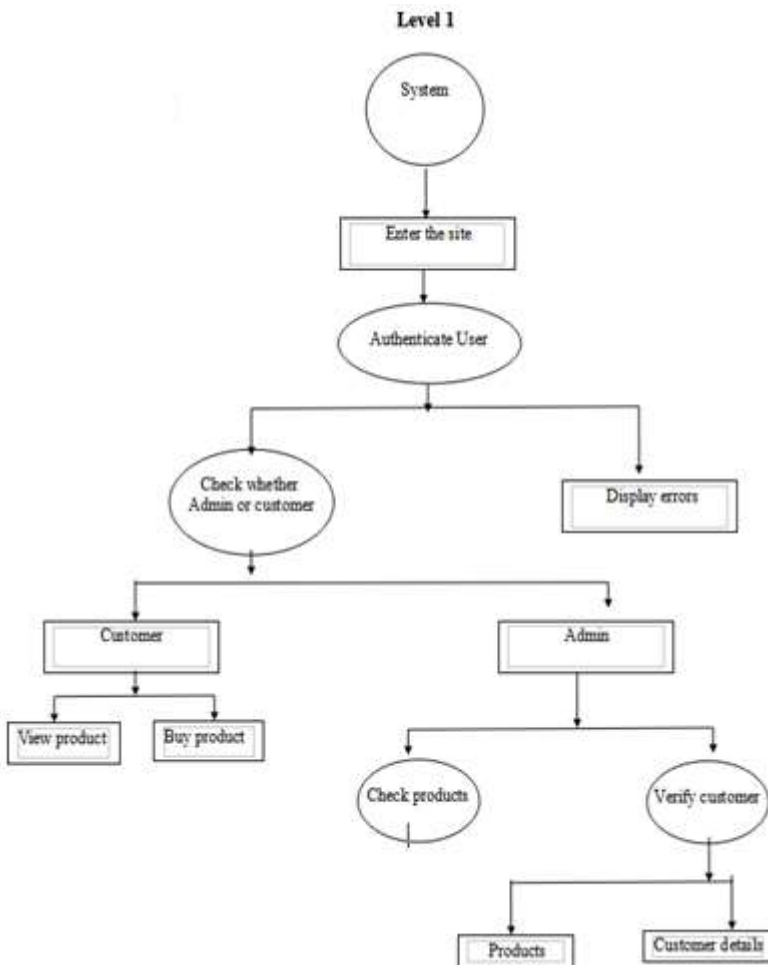 Level 1
System
Enter the site
Authenticate User
Check whether
Admin or customer
Display errors
Customer
Admin
View product
Buy product
Check products
Verify customer
Products
Customer details